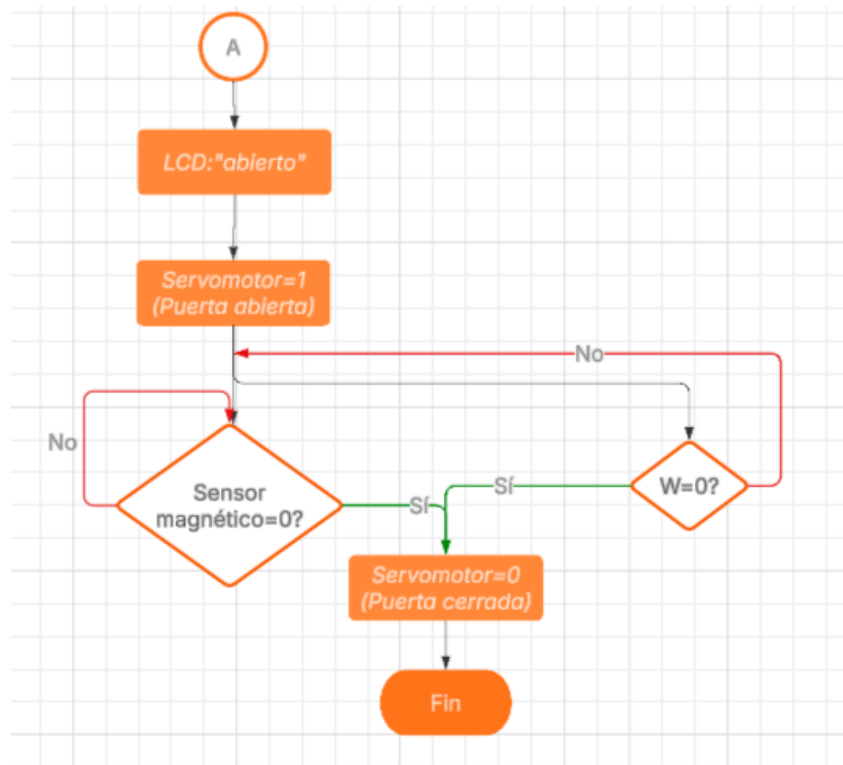 A
LCD:"abierto"
Servomotor=1
(Puerta abierta)
No
No
Sensor
magnético=0?
Sí
Sí
W=0?
Servomotor=0
(Puerta cerrada)
Fin